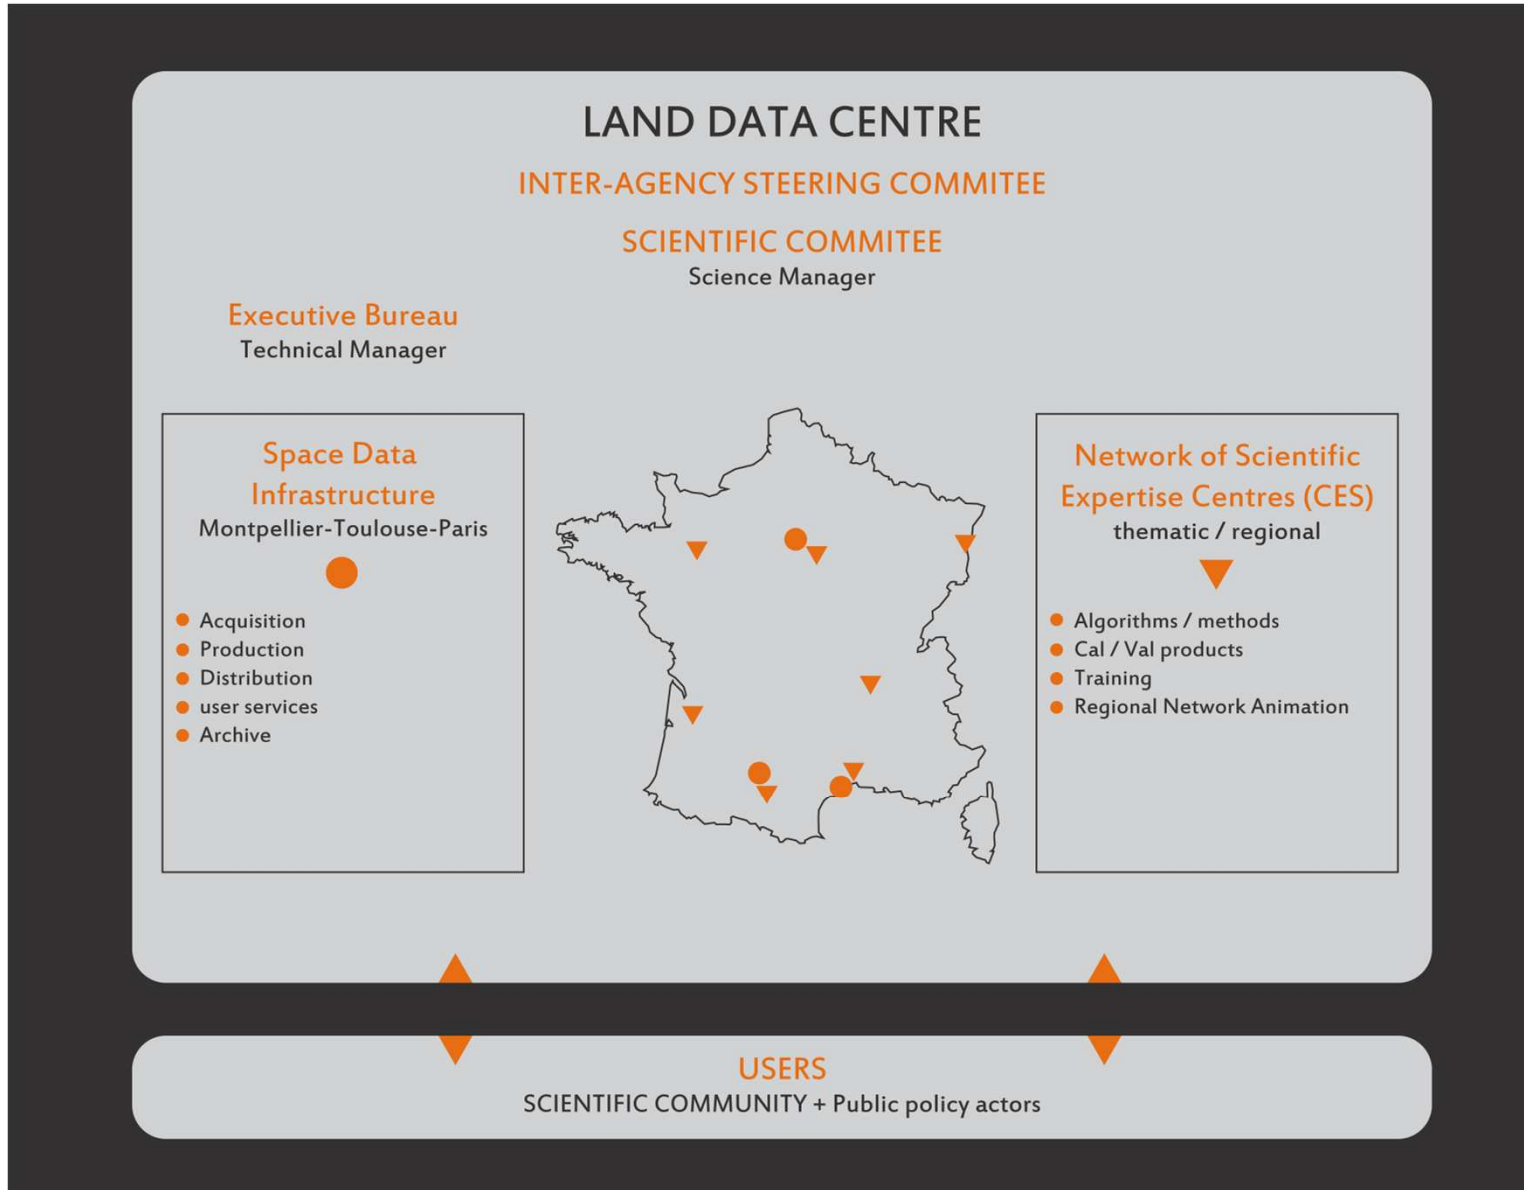 LAND DATA CENTRE
INTER-AGENCY STEERING COMMITEE
SCIENTIFIC COMMITEE
Science Manager
Executive Bureau
Technical Manager
Space Data
Infrastructure
Montpellier-Toulouse-Paris
Acquisition
Production
Distribution
user services
Archive
Network of Scientific
Expertise Centres (CES)
thematic / regional
Algorithms / methods
Cal / Val products
Training
Regional Network Animation
USERS
SCIENTIFIC COMMUNITY + Public policy actors